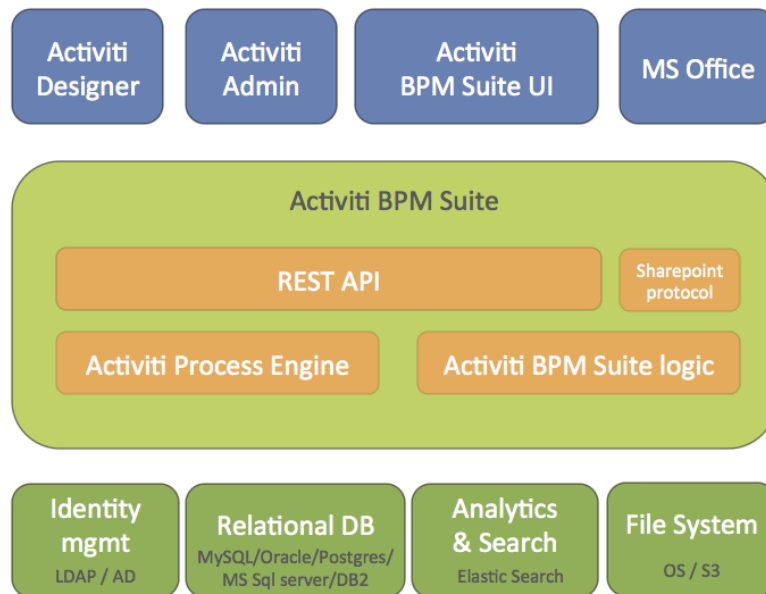 Activiti
Designer
Activiti
Admin
Activiti
BPM Suite UI
MS Office
Activiti BPM Suite
REST API
Sharepoint
protocol
Activiti Process Engine
Activiti BPM Suite logic
Identity
mgmt
LDAP / AD
Relational DB
MySQL/Oracle/Postgres/
MS Sql server/DB2
Analytics
& Search
Elastic Search
File System
OS / S3